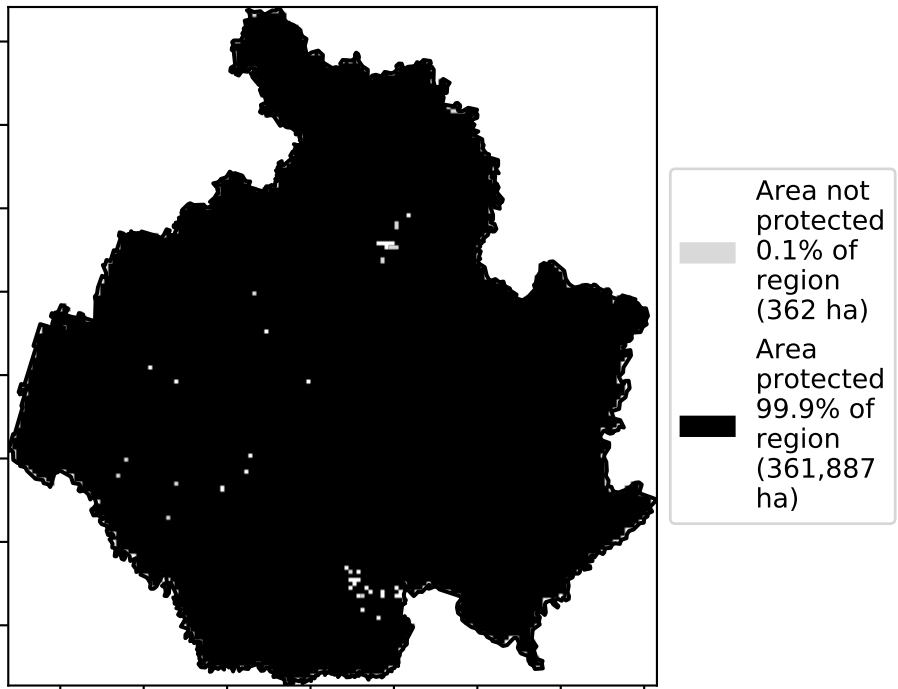 Area not
protected
0.1% of
region
(362 ha)
Area
protected
99.9% of
region
(361,887
ha)